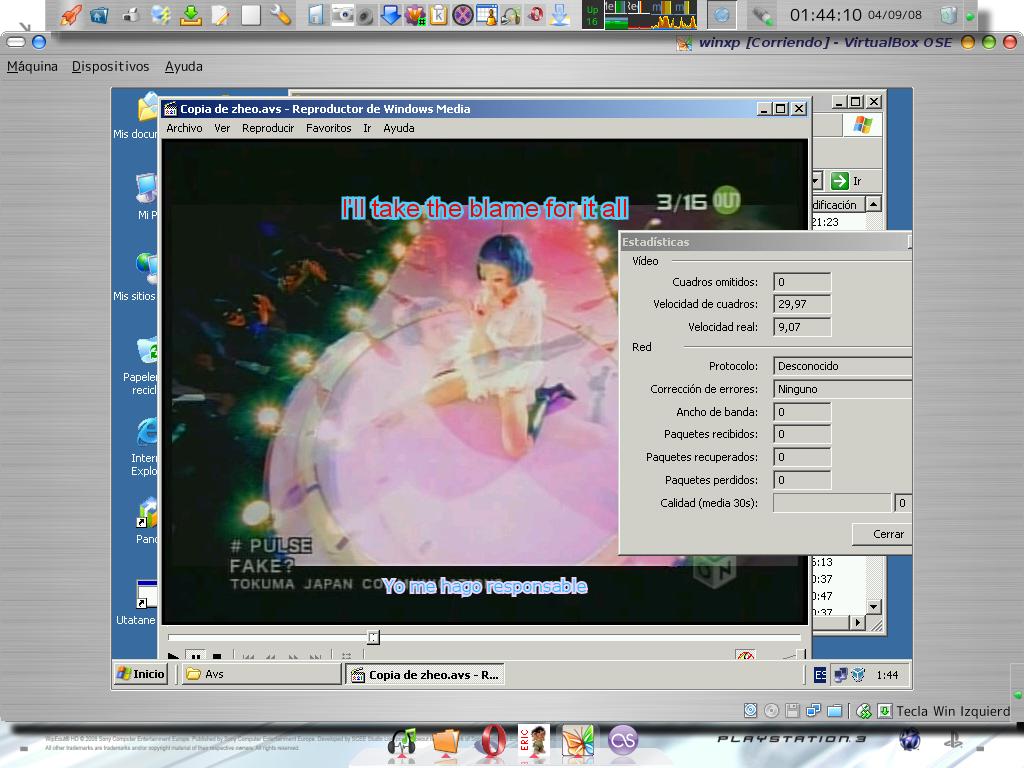 Up
16
01:44:10 04/09/08
winxp [Corriendo] - VirtualBox OSE
Máquina Dispositivos Ayuda
Mis docu
Mi P
Mis sitios
Papeler
recicl
Inter
Explo
Pand
Utatane
Copia de zheo.avs - Reproductor de Windows Media
Archivo Ver Reproducir Favoritos Ir Ayuda
I'll take the blame for it all
3/16 OUT
# PULSE
FAKE?
TOKUMA JAPAN COMMUNICATIONS
ON
Yo me hago responsable
Ir
dificación
21:23
Estadísticas
Vídeo
Cuadros omitidos: 0
Velocidad de cuadros: 29,97
Velocidad real: 9,07
Red
Protocolo: Desconocido
Corrección de errores: Ninguno
Ancho de banda: 0
Paquetes recibidos: 0
Paquetes recuperados: 0
Paquetes perdidos: 0
Calidad (media 30s): 0
Cerrar
6:13
0:37
0:47
0:37
Inicio Avs Copia de zheo.avs - R... ES 1:44
Tecla Win Izquierd
ERIC
PLAYSTATION 3